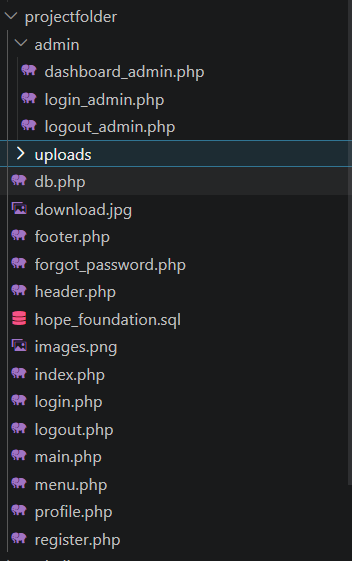 projectfolder
admin
dashboard_admin.php
login_admin.php
logout_admin.php
uploads
db.php
download.jpg
footer.php
forgot_password.php
header.php
hope_foundation.sql
images.png
index.php
login.php
logout.php
main.php
menu.php
profile.php
register.php